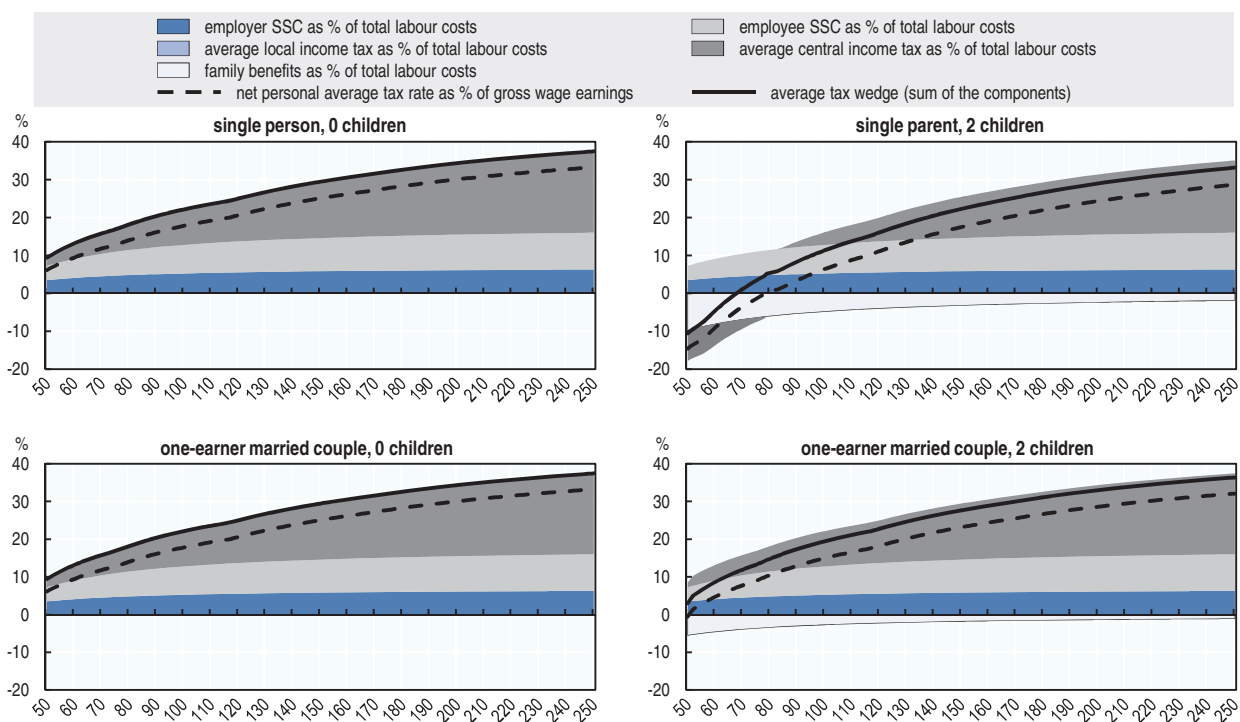 employer SSC as % of total labour costs
employee SSC as % of total labour costs
average local income tax as % of total labour costs
average central income tax as % of total labour costs
family benefits as % of total labour costs
net personal average tax rate as % of gross wage earnings
average tax wedge (sum of the components)
%
single person, 0 children
40
30
20
10
0
-10
-20
50 60 70 80 90 100 110 120 130 140 150 160 170 180 190 200 210 220 230 240 250
single parent, 2 children
40
30
20
10
0
-10
-20
50 60 70 80 90 100 110 120 130 140 150 160 170 180 190 200 210 220 230 240 250
%
one-earner married couple, 0 children
40
30
20
10
0
-10
-20
50 60 70 80 90 100 110 120 130 140 150 160 170 180 190 200 210 220 230 240 250
%
one-earner married couple, 2 children
40
30
20
10
0
-10
-20
50 60 70 80 90 100 110 120 130 140 150 160 170 180 190 200 210 220 230 240 250
%